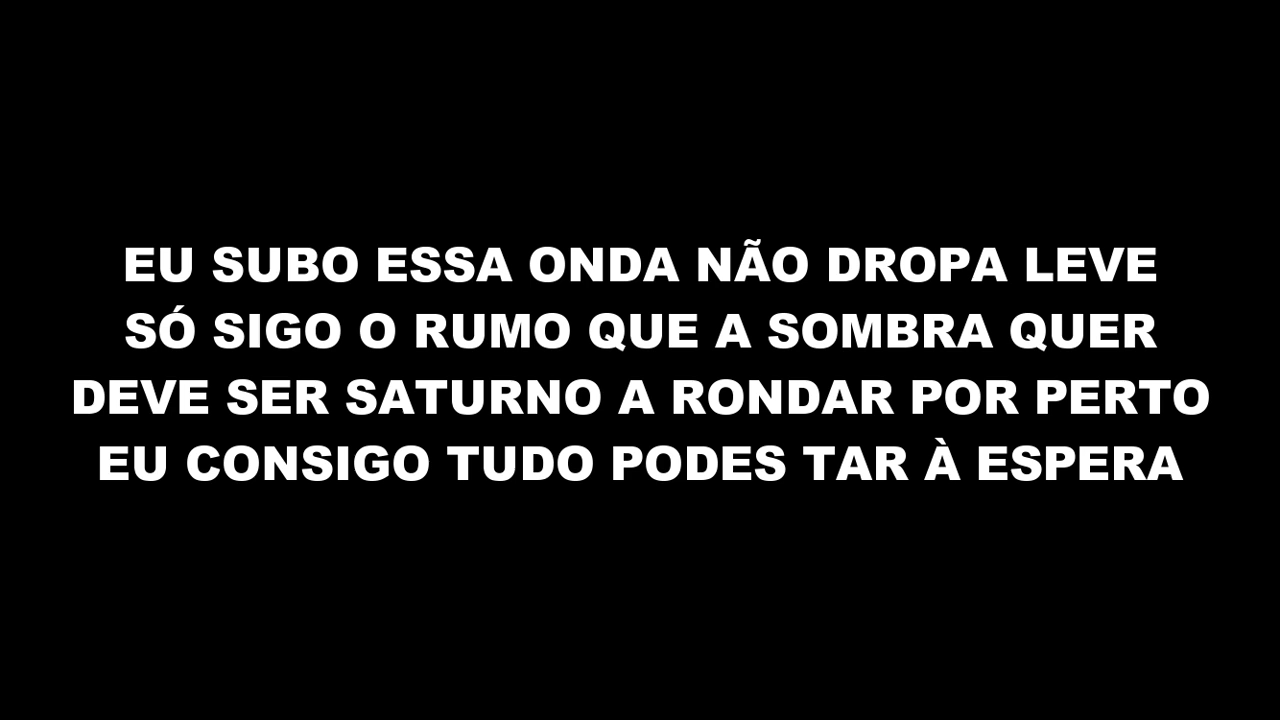 EU SUBO ESSA ONDA NÃO DROPA LEVE
SÓ SIGO O RUMO QUE A SOMBRA QUER
DEVE SER SATURNO A RONDAR POR PERTO
EU CONSIGO TUDO PODES TAR À ESPERA